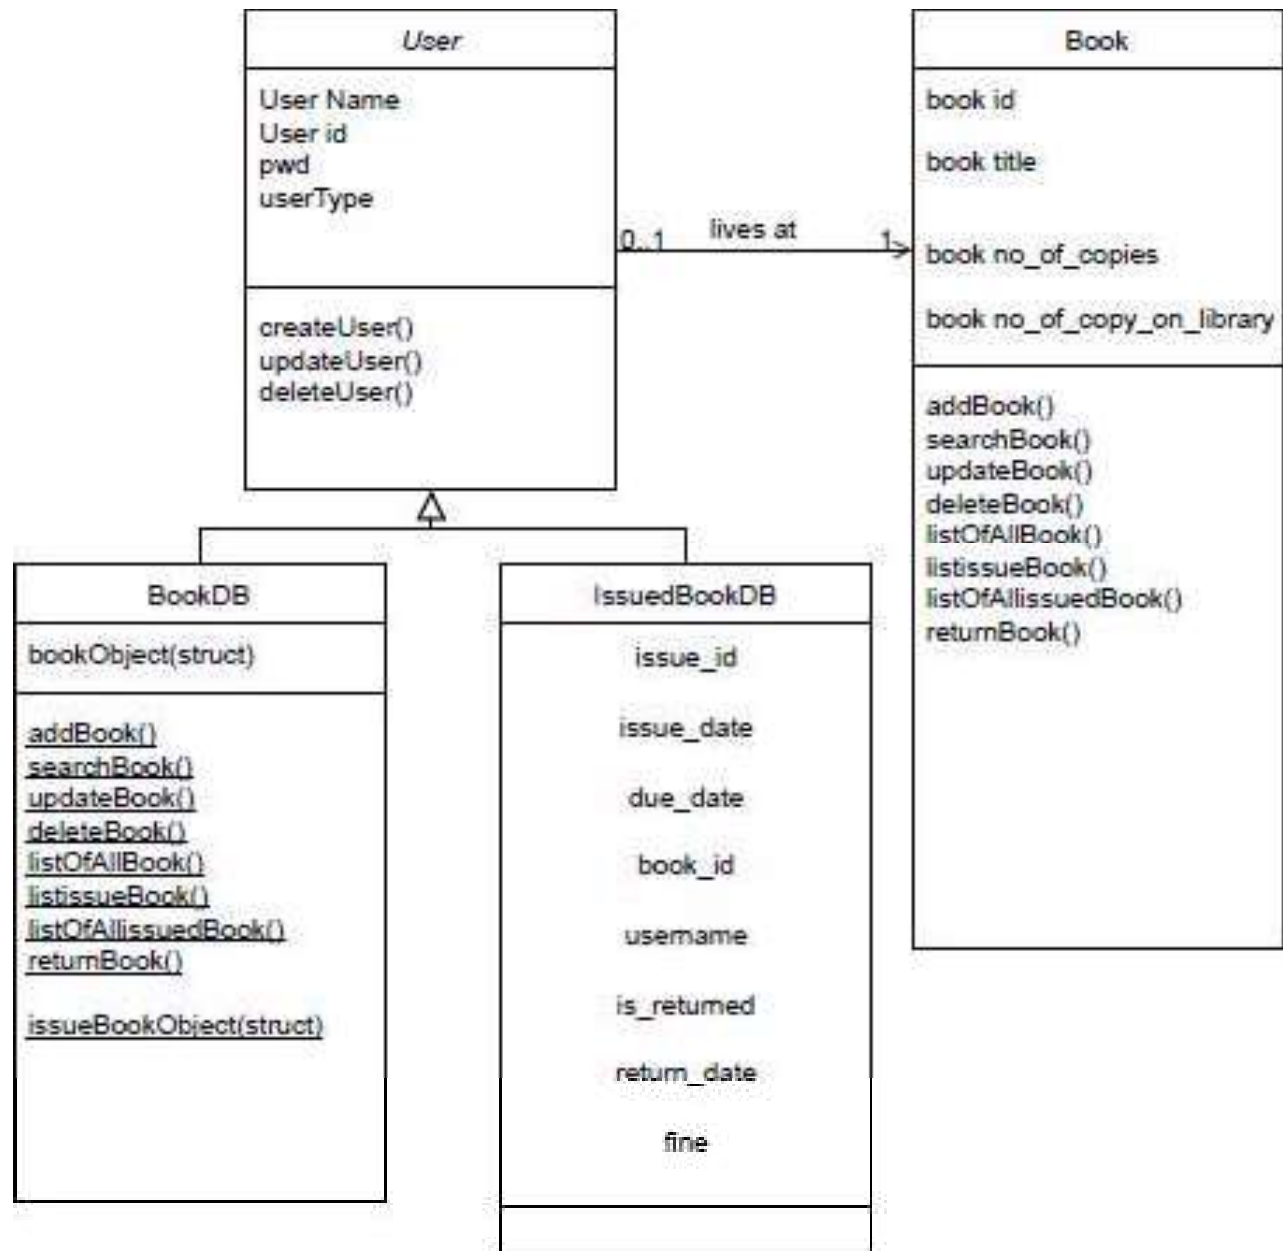 User
User Name
User id
pwd
userType
createUser()
updateUser()
deleteUser()
0..1
lives at
1
Book
book id
book title
book no_of_copies
book no_of_copy_on_library
addBook()
searchBook()
updateBook()
deleteBook()
listOfAllBook()
listissueBook()
listOfAllissuedBook()
returnBook()
BookDB
bookObject(struct)
addBook()
searchBook()
updateBook()
deleteBook()
listOfAllBook()
listissueBook()
listOfAllissuedBook()
returnBook()
issueBookObject(struct)
IssuedBookDB
issue_id
issue_date
due_date
book_id
username
is_returned
return_date
fine